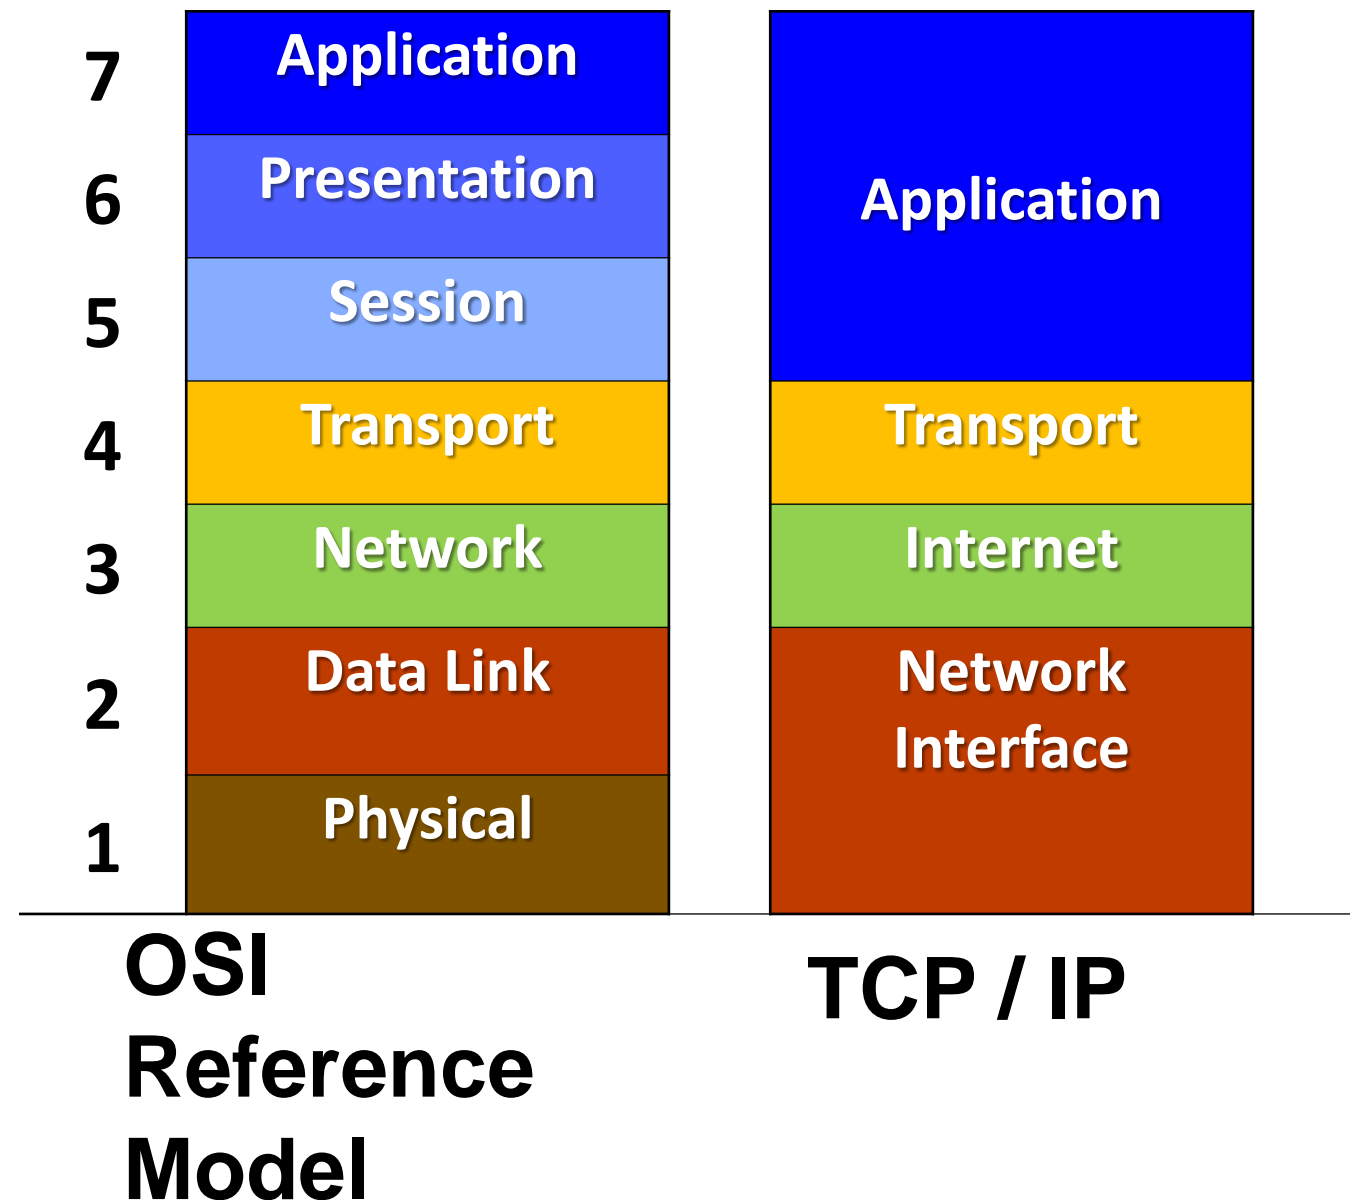 7
Application
6
Presentation
5
Session
4
Transport
3
Network
2
Data Link
1
Physical
OSI
Reference
Model
Application
Transport
Internet
Network
Interface
TCP / IP